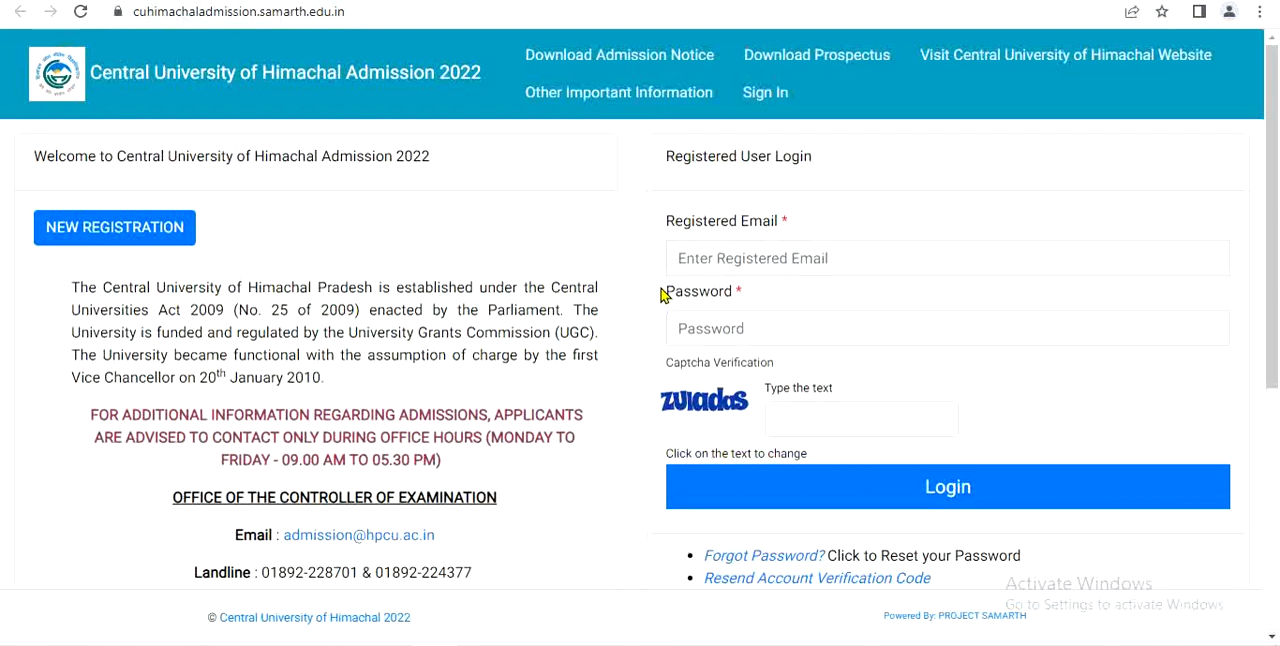 cuhimachaladmission.samarth.edu.in
Central University of Himachal Admission 2022
Download Admission Notice
Download Prospectus
Visit Central University of Himachal Website
Other Important Information
Sign In
Welcome to Central University of Himachal Admission 2022
NEW REGISTRATION
The Central University of Himachal Pradesh is established under the Central
Universities Act 2009 (No. 25 of 2009) enacted by the Parliament. The
University is funded and regulated by the University Grants Commission (UGC).
The University became functional with the assumption of charge by the first
Vice Chancellor on 20th January 2010.
FOR ADDITIONAL INFORMATION REGARDING ADMISSIONS, APPLICANTS
ARE ADVISED TO CONTACT ONLY DURING OFFICE HOURS (MONDAY TO
FRIDAY - 09.00 AM TO 05.30 PM)
OFFICE OF THE CONTROLLER OF EXAMINATION
Email : admission@hpcu.ac.in
Landline : 01892-228701 & 01892-224377
Registered User Login
Registered Email *
Enter Registered Email
Password *
Password
Captcha Verification
Type the text
Click on the text to change
Login
• Forgot Password? Click to Reset your Password
• Resend Account Verification Code
Activate Windows
Go to Settings to activate Windows.
© Central University of Himachal 2022
Powered By: PROJECT SAMARTH